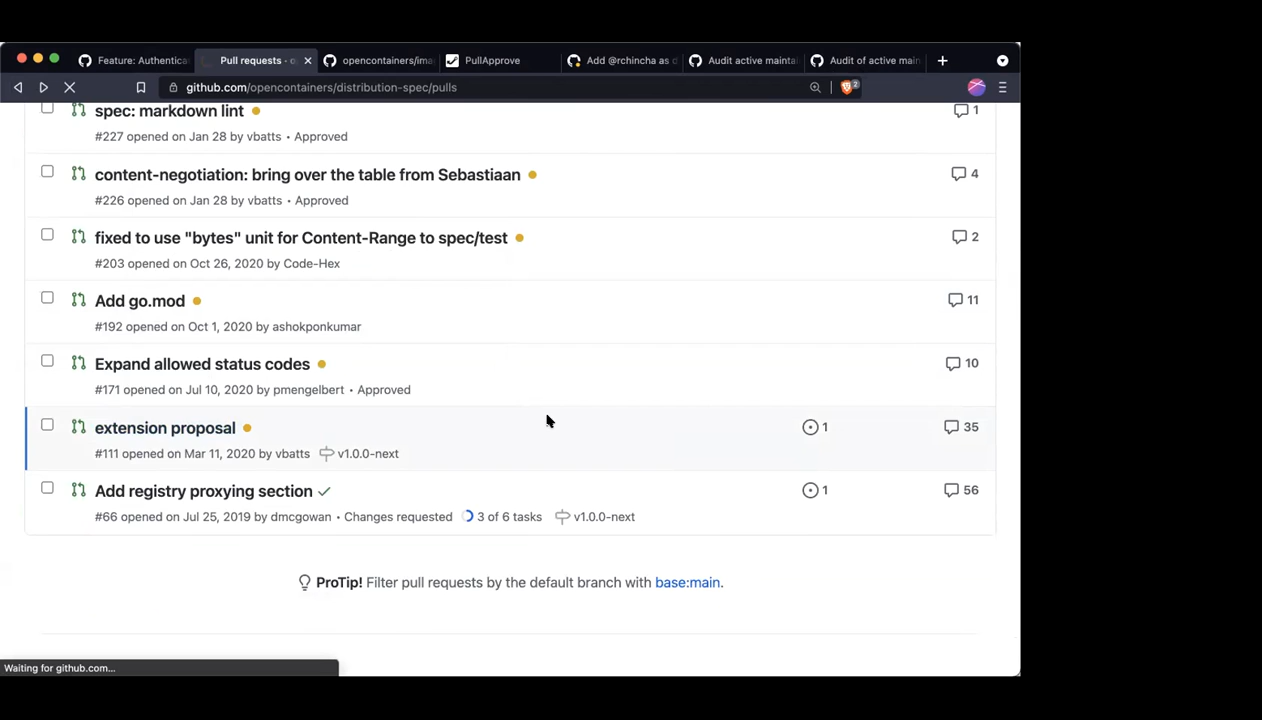 Feature: Authentica
Pull requests · o
opencontainers/ima
PullApprove
Add @rchincha as d
Audit active mainta
Audit of active main
github.com/opencontainers/distribution-spec/pulls
2
spec: markdown lint
1
#227 opened on Jan 28 by vbatts • Approved
content-negotiation: bring over the table from Sebastiaan
4
#226 opened on Jan 28 by vbatts • Approved
fixed to use "bytes" unit for Content-Range to spec/test
2
#203 opened on Oct 26, 2020 by Code-Hex
Add go.mod
11
#192 opened on Oct 1, 2020 by ashokponkumar
Expand allowed status codes
10
#171 opened on Jul 10, 2020 by pmengelbert • Approved
extension proposal
1
35
#111 opened on Mar 11, 2020 by vbatts v1.0.0-next
Add registry proxying section
1
56
#66 opened on Jul 25, 2019 by dmcgowan • Changes requested 3 of 6 tasks v1.0.0-next
ProTip! Filter pull requests by the default branch with base:main.
Waiting for github.com...